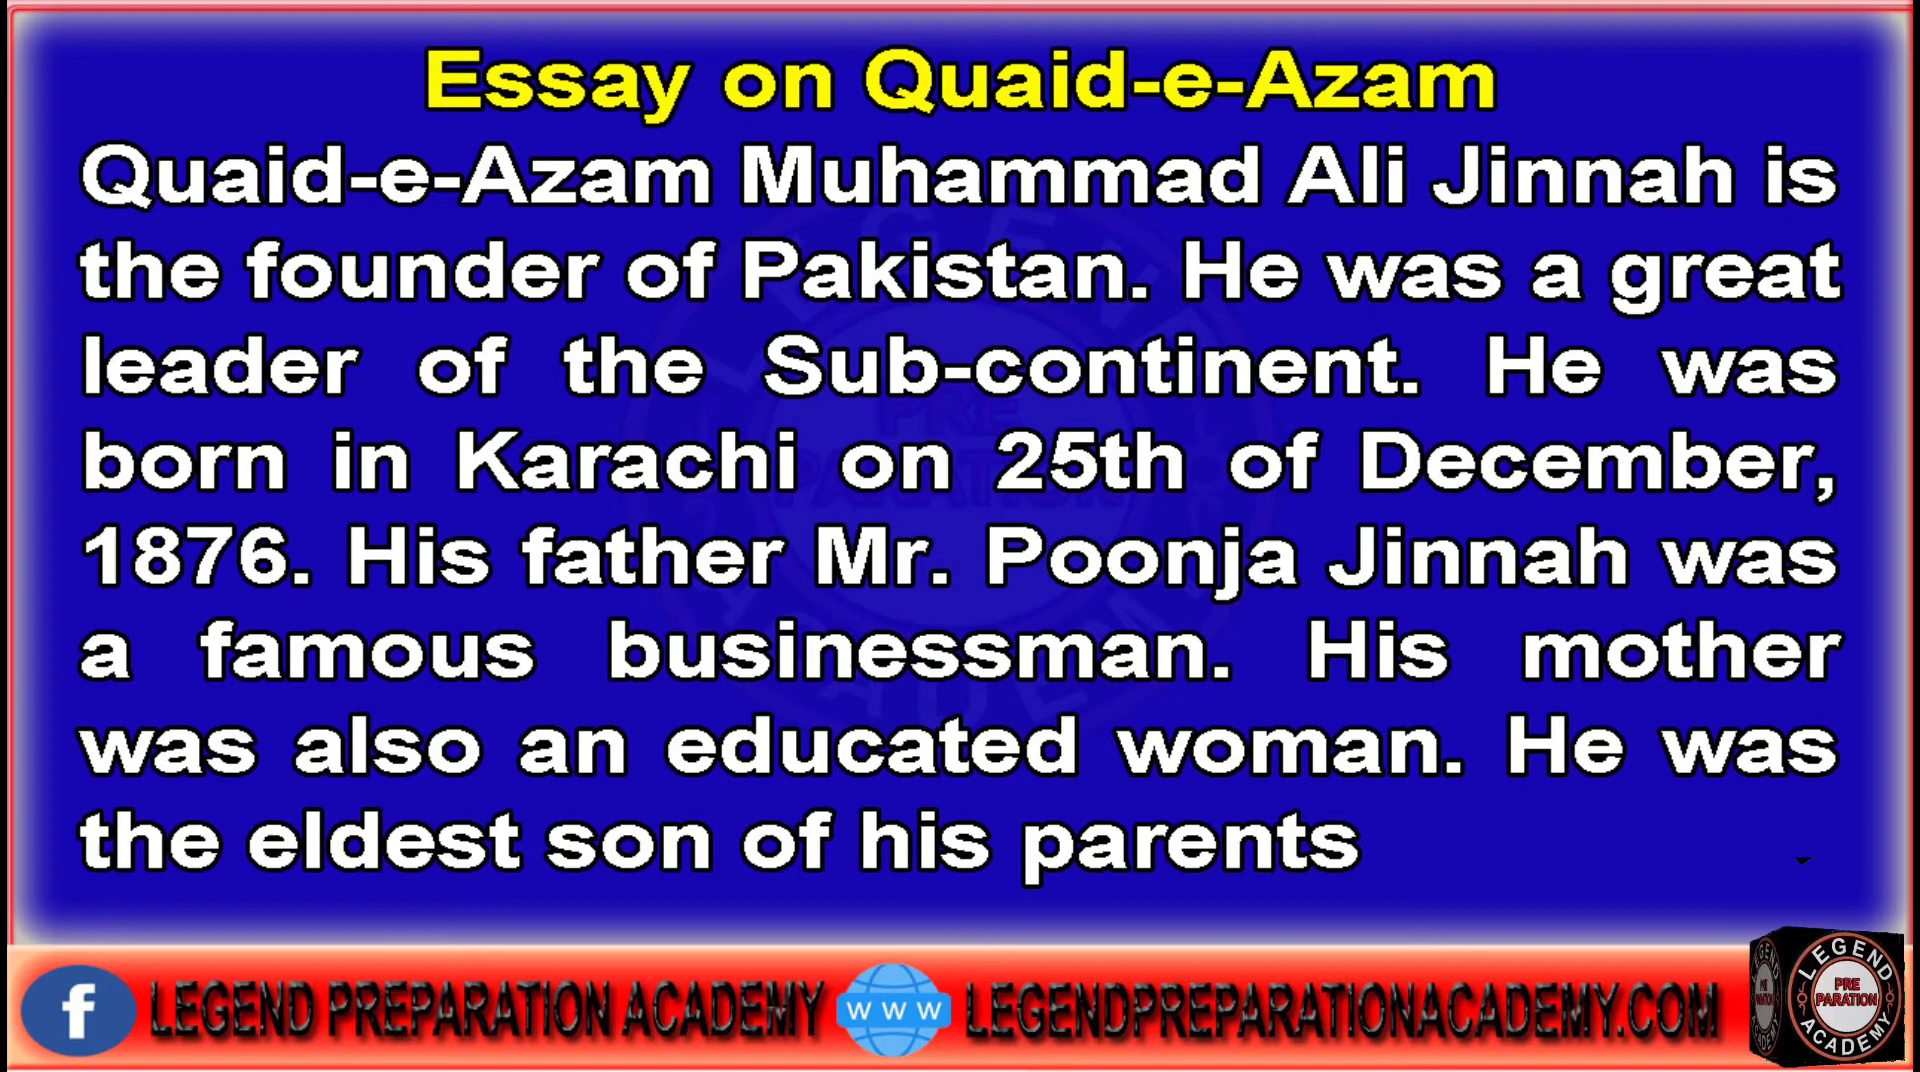 Essay on Quaid-e-Azam
Quaid-e-Azam Muhammad Ali Jinnah is
the founder of Pakistan. He was a great
leader of the Sub-continent. He was
born in Karachi on 25th of December,
1876. His father Mr. Poonja Jinnah was
a famous businessman. His mother
was also an educated woman. He was
the eldest son of his parents
f LEGEND PREPARATION ACADEMY www LEGENDPREPARATIONACADEMY.COM
LEGEND
PRE
PARATION
ACADEMY